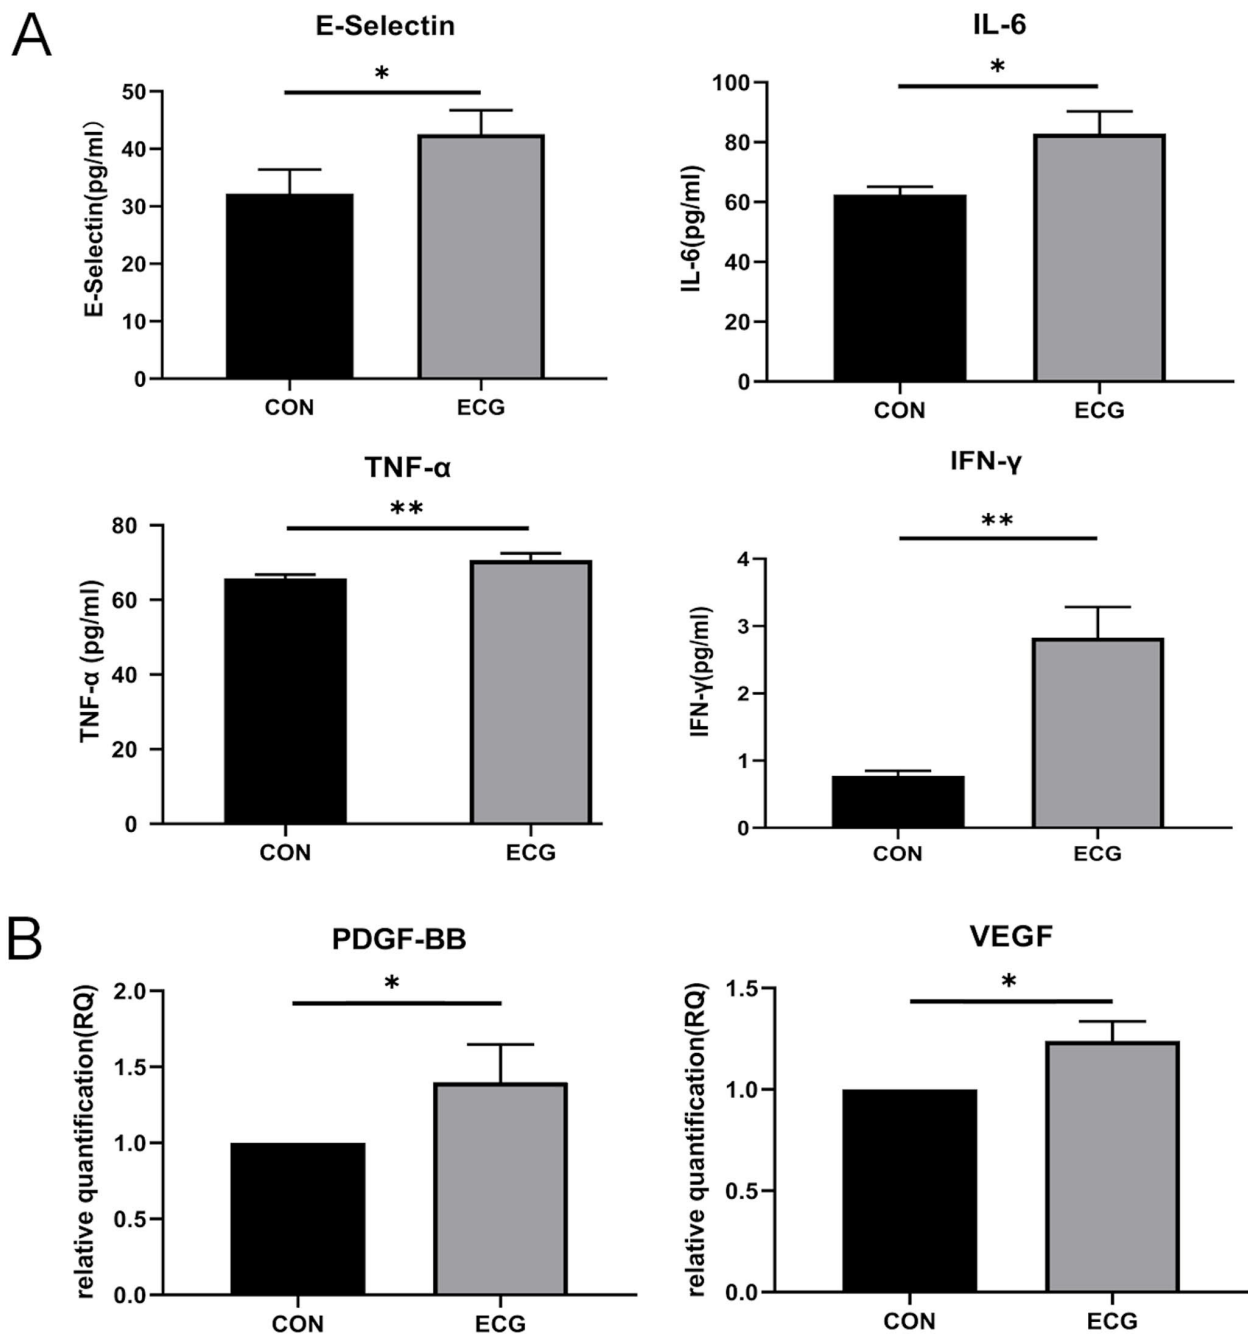 A
E-Selectin
*
E-Selectin(pg/ml)
50
40
30
20
10
0
CON ECG
IL-6
*
IL-6(pg/ml)
100
80
60
40
20
0
CON ECG
TNF-α
**
TNF-α (pg/ml)
80
60
40
20
0
CON ECG
IFN-γ
**
IFN-γ(pg/ml)
4
3
2
1
0
CON ECG
B
PDGF-BB
*
relative quantification(RQ)
2.0
1.5
1.0
0.5
0.0
CON ECG
VEGF
*
relative quantification(RQ)
1.5
1.0
0.5
0.0
CON ECG